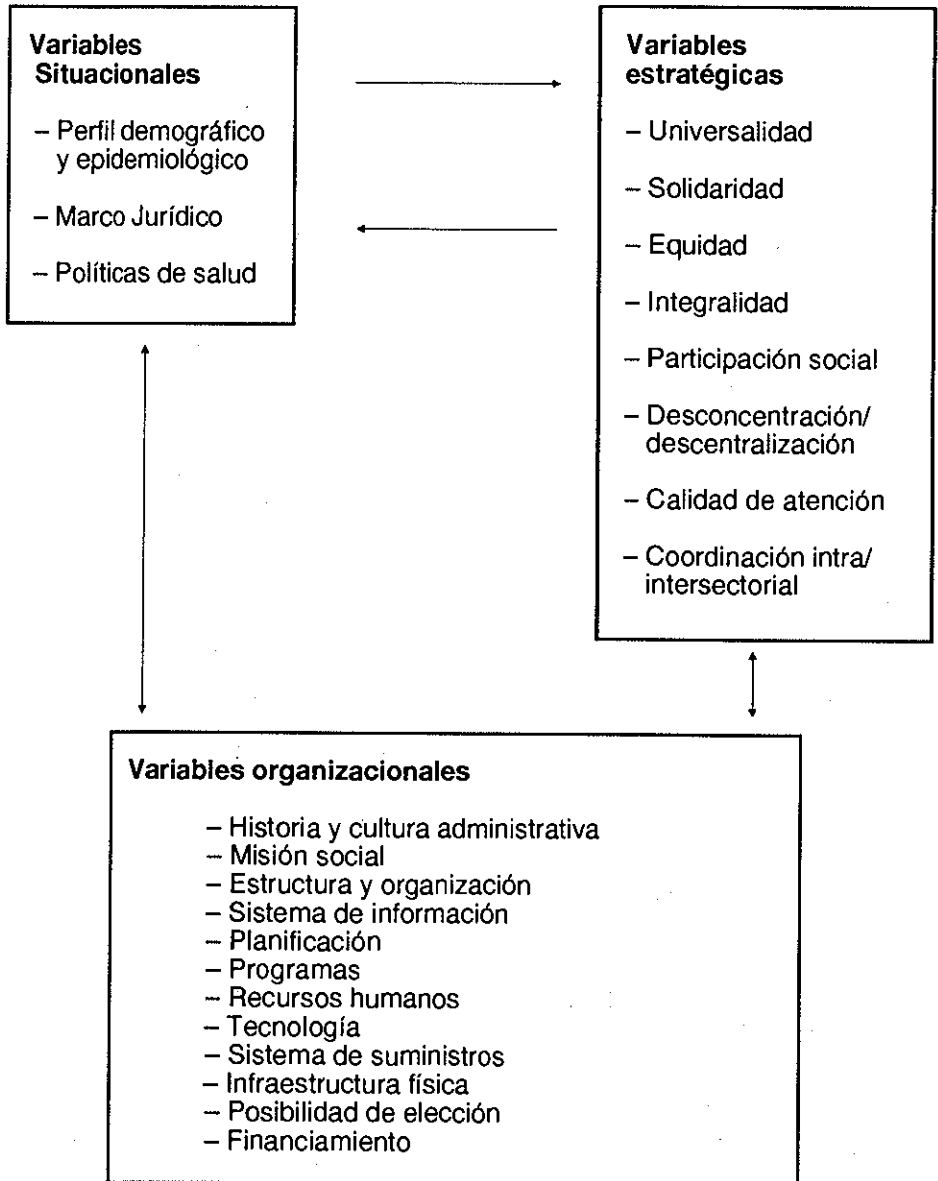 Variables
Situacionales
– Perfil demográfico
y epidemiológico
– Marco Jurídico
– Políticas de salud
Variables
estratégicas
– Universalidad
– Solidaridad
– Equidad
– Integralidad
– Participación social
– Desconcentración/
descentralización
– Calidad de atención
– Coordinación intra/
intersectorial
Variables organizacionales
– Historia y cultura administrativa
– Misión social
– Estructura y organización
– Sistema de información
– Planificación
– Programas
– Recursos humanos
– Tecnología
– Sistema de suministros
– Infraestructura física
– Posibilidad de elección
– Financiamiento